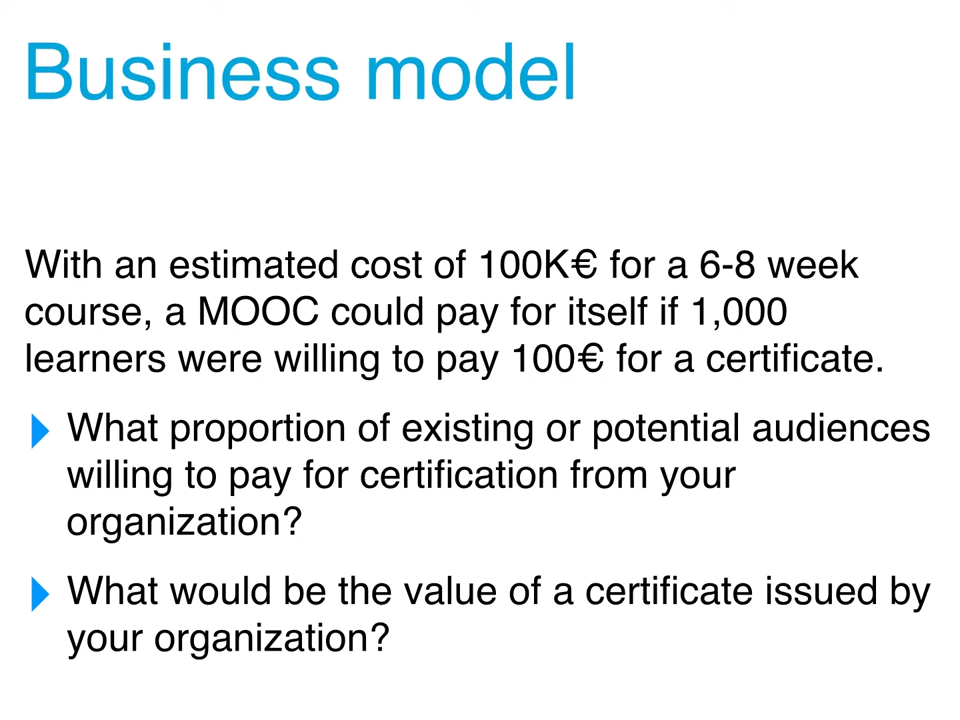 Business model
With an estimated cost of 100K€ for a 6-8 week
course, a MOOC could pay for itself if 1,000
learners were willing to pay 100€ for a certificate.
What proportion of existing or potential audiences
willing to pay for certification from your
organization?
What would be the value of a certificate issued by
your organization?